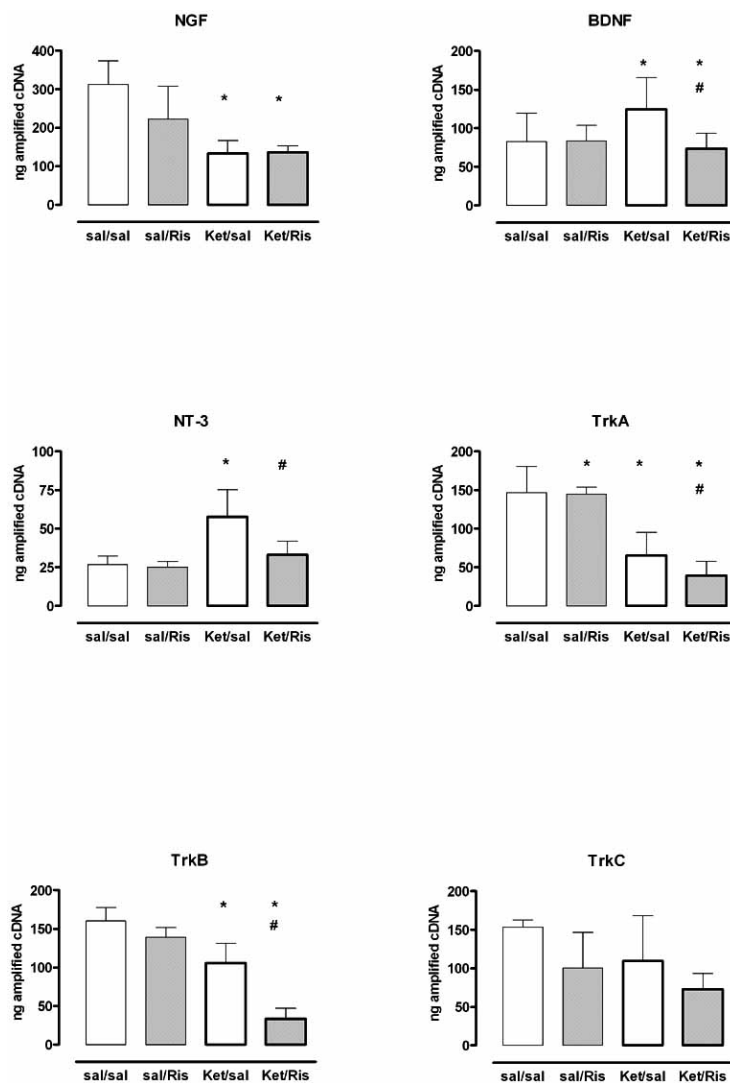 NGF
ng amplified cDNA
400
300
200
100
0
* *
sal/sal sal/Ris Ket/sal Ket/Ris
BDNF
ng amplified cDNA
200
150
100
50
0
* *
#
sal/sal sal/Ris Ket/sal Ket/Ris
NT-3
ng amplified cDNA
100
75
50
25
0
* #
sal/sal sal/Ris Ket/sal Ket/Ris
TrkA
ng amplified cDNA
200
150
100
50
0
* * *
#
sal/sal sal/Ris Ket/sal Ket/Ris
TrkB
ng amplified cDNA
200
150
100
50
0
* *
#
sal/sal sal/Ris Ket/sal Ket/Ris
TrkC
ng amplified cDNA
200
150
100
50
0
sal/sal sal/Ris Ket/sal Ket/Ris